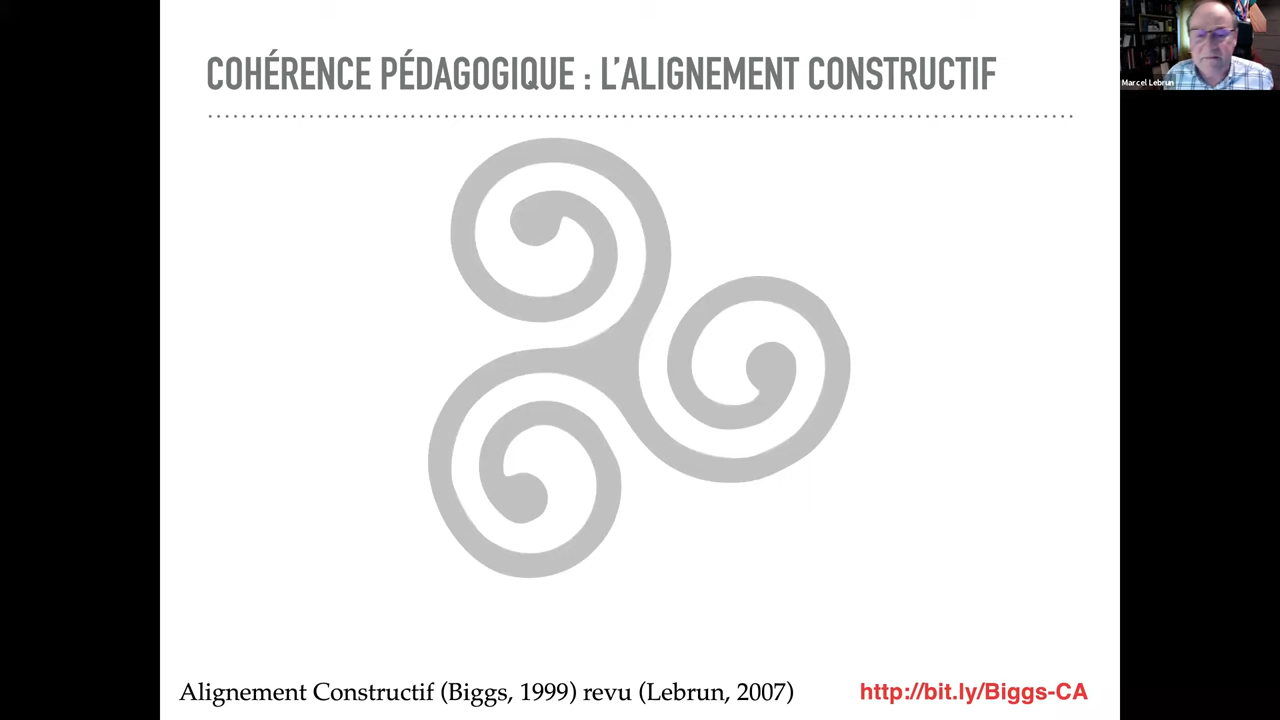 COHÉRENCE PÉDAGOGIQUE : L'ALIGNEMENT CONSTRUCTIF
Marcel Lebrun
Alignement Constructif (Biggs, 1999) revu (Lebrun, 2007)
http://bit.ly/Biggs-CA